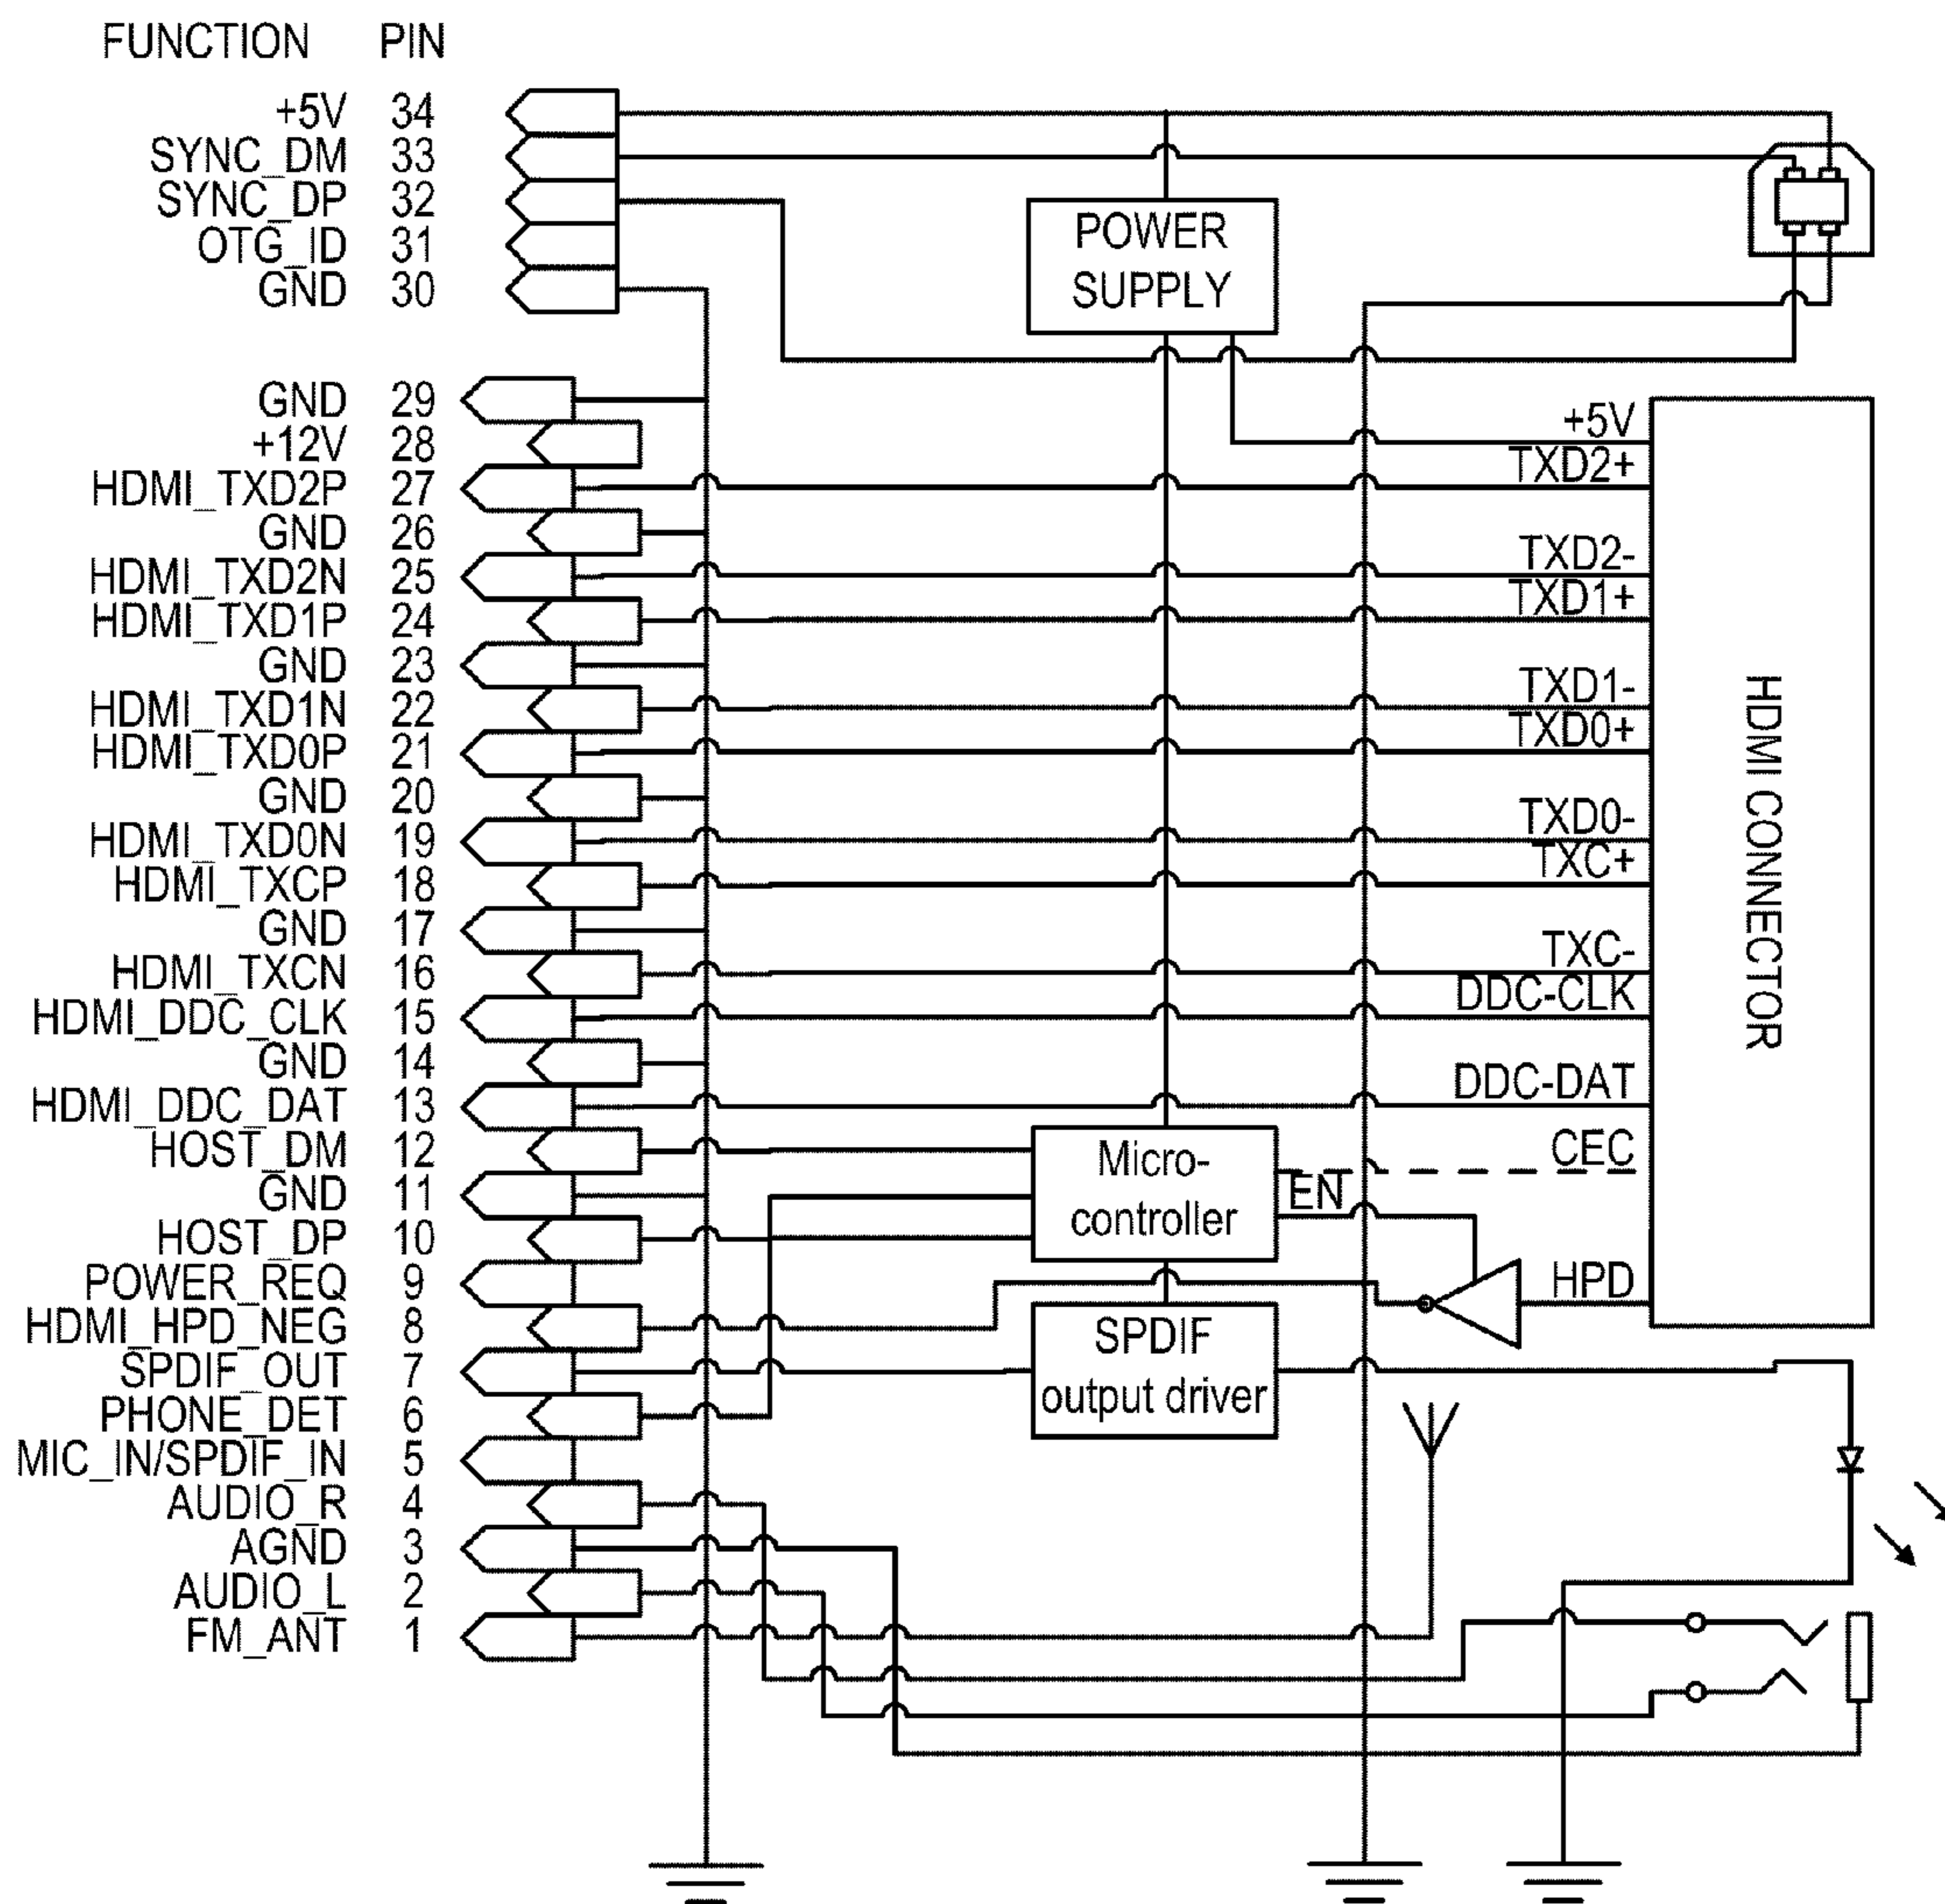 FUNCTION PIN
+5V 34
SYNC_DM 33
SYNC_DP 32
OTG_ID 31
GND 30
POWER
SUPPLY
GND 29
+12V 28
HDMI_TXD2P 27
GND 26
HDMI_TXD2N 25
HDMI_TXD1P 24
GND 23
HDMI_TXD1N 22
HDMI_TXD0P 21
GND 20
HDMI_TXD0N 19
HDMI_TXCP 18
GND 17
HDMI_TXCN 16
HDMI_DDC_CLK 15
GND 14
HDMI_DDC_DAT 13
HOST_DM 12
GND 11
HOST_DP 10
POWER_REQ 9
HDMI_HPD_NEG 8
SPDIF_OUT 7
PHONE_DET 6
MIC_IN/SPDIF_IN 5
AUDIO_R 4
AGND 3
AUDIO_L 2
FM_ANT 1
+5V
TXD2+
TXD2-
TXD1+
TXD1-
TXD0+
TXD0-
TXC+
TXC-
DDC-CLK
DDC-DAT
CEC
EN
HPD
HDMI CONNECTOR
Micro-
controller
SPDIF
output driver